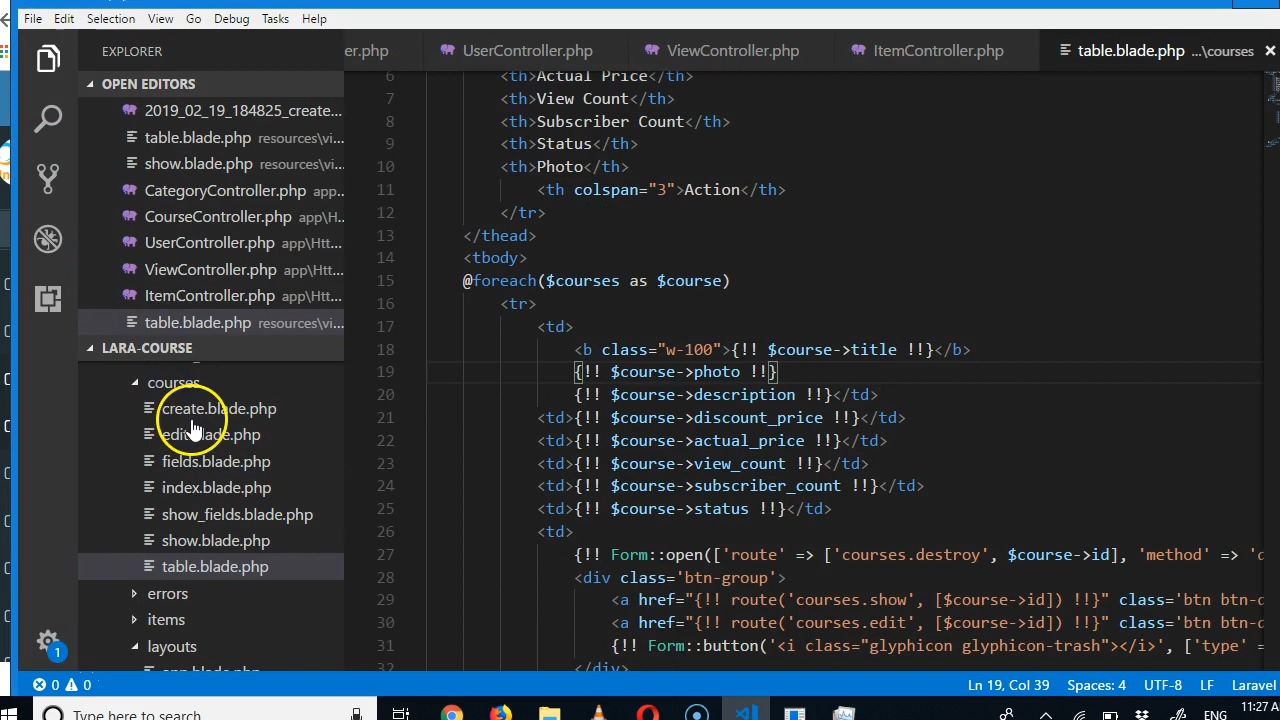 File Edit Selection View Go Debug Tasks Help
EXPLORER
er.php UserController.php ViewController.php ItemController.php table.blade.php ...\courses
OPEN EDITORS
2019_02_19_184825_create...
table.blade.php resources\vi...
show.blade.php resources\vi...
CategoryController.php app...
CourseController.php app\H...
UserController.php app\Htt...
ViewController.php app\Htt...
ItemController.php app\Htt...
table.blade.php resources\vi...
LARA-COURSE
courses
create.blade.php
edit.blade.php
fields.blade.php
index.blade.php
show_fields.blade.php
show.blade.php
table.blade.php
errors
items
layouts
6 <th>Actual Price</th>
7 <th>View Count</th>
8 <th>Subscriber Count</th>
9 <th>Status</th>
10 <th>Photo</th>
11 <th colspan="3">Action</th>
12 </tr>
13 </thead>
14 <tbody>
15 @foreach($courses as $course)
16 <tr>
17 <td>
18 <b class="w-100">{!! $course->title !!}</b>
19 {!! $course->photo !!}
20 {!! $course->description !!}</td>
21 <td>{!! $course->discount_price !!}</td>
22 <td>{!! $course->actual_price !!}</td>
23 <td>{!! $course->view_count !!}</td>
24 <td>{!! $course->subscriber_count !!}</td>
25 <td>{!! $course->status !!}</td>
26 <td>
27 {!! Form::open(['route' => ['courses.destroy', $course->id], 'method' => 'd
28 <div class='btn-group'>
29 <a href="{!! route('courses.show', [$course->id]) !!}" class='btn btn-d
30 <a href="{!! route('courses.edit', [$course->id]) !!}" class='btn btn-d
31 {!! Form::button('<i class="glyphicon glyphicon-trash"></i>', ['type' =
32 </div>
1
0 0 Ln 19, Col 39 Spaces: 4 UTF-8 LF Laravel
Type here to search ENG 11:27 A